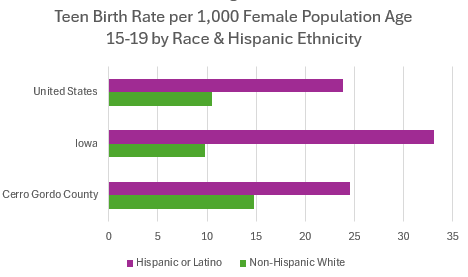 Teen Birth Rate per 1,000 Female Population Age
15-19 by Race & Hispanic Ethnicity
United States
Iowa
Cerro Gordo County
0 5 10 15 20 25 30 35
Hispanic or Latino Non-Hispanic White